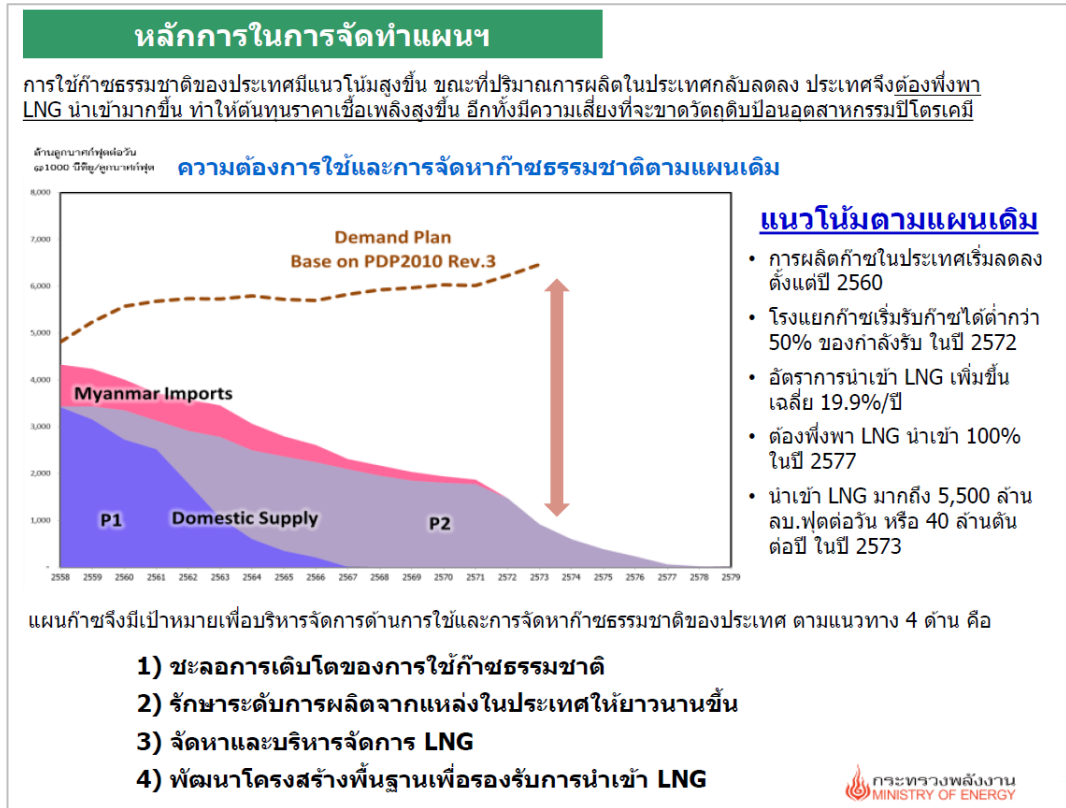 หลักการในการจัดทำแผนฯ
การใช้ก๊าซธรรมชาติของประเทศมีแนวโน้มสูงขึ้น ขณะที่ปริมาณการผลิตในประเทศกลับลดลง ประเทศจึงต้องพึ่งพา
LNG นำเข้ามากขึ้น ทำให้ต้นทุนราคาเชื้อเพลิงสูงขึ้น อีกทั้งมีความเสี่ยงที่จะขาดวัตถุดิบป้อนอุตสาหกรรมปิโตรเคมี
ล้านลูกบาศก์ฟุตต่อวัน
@1000 บีทียู/ลูกบาศก์ฟุต
ความต้องการใช้และการจัดหาก๊าซธรรมชาติตามแผนเดิม
8,000
7,000
6,000
5,000
4,000
3,000
2,000
1,000
-
Demand Plan
Base on PDP2010 Rev.3
Myanmar Imports
P1
Domestic Supply
P2
2558 2559 2560 2561 2562 2563 2564 2565 2566 2567 2568 2569 2570 2571 2572 2573 2574 2575 2576 2577 2578 2579
แนวโน้มตามแผนเดิม
• การผลิตก๊าซในประเทศเริ่มลดลง
ตั้งแต่ปี 2560
• โรงแยกก๊าซเริ่มรับก๊าซได้ต่ำกว่า
50% ของกำลังรับ ในปี 2572
• อัตราการนำเข้า LNG เพิ่มขึ้น
เฉลี่ย 19.9%/ปี
• ต้องพึ่งพา LNG นำเข้า 100%
ในปี 2577
• นำเข้า LNG มากถึง 5,500 ล้าน
ลบ.ฟุตต่อวัน หรือ 40 ล้านตัน
ต่อปี ในปี 2573
แผนก๊าซจึงมีเป้าหมายเพื่อบริหารจัดการด้านการใช้และการจัดหาก๊าซธรรมชาติของประเทศ ตามแนวทาง 4 ด้าน คือ
1) ชะลอการเติบโตของการใช้ก๊าซธรรมชาติ
2) รักษาระดับการผลิตจากแหล่งในประเทศให้ยาวนานขึ้น
3) จัดหาและบริหารจัดการ LNG
4) พัฒนาโครงสร้างพื้นฐานเพื่อรองรับการนำเข้า LNG
กระทรวงพลังงาน
MINISTRY OF ENERGY